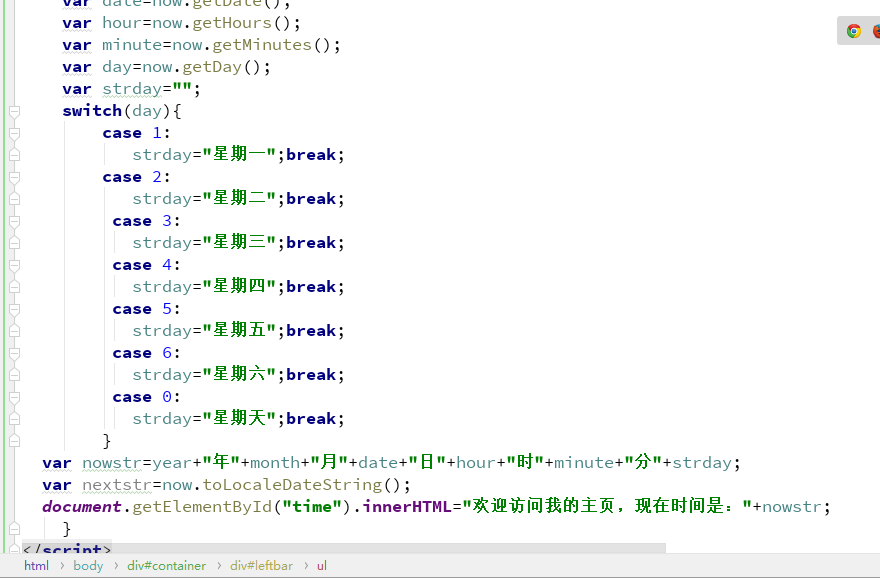 var date=now.getDate();
var hour=now.getHours();
var minute=now.getMinutes();
var day=now.getDay();
var strday="";
switch(day){
case 1:
strday="星期一";break;
case 2:
strday="星期二";break;
case 3:
strday="星期三";break;
case 4:
strday="星期四";break;
case 5:
strday="星期五";break;
case 6:
strday="星期六";break;
case 0:
strday="星期天";break;
}
var nowstr=year+"年"+month+"月"+date+"日"+hour+"时"+minute+"分"+strday;
var nextstr=now.toLocaleDateString();
document.getElementById("time").innerHTML="欢迎访问我的主页，现在时间是："+nowstr;
}
</script>
html › body › div#container › div#leftbar › ul